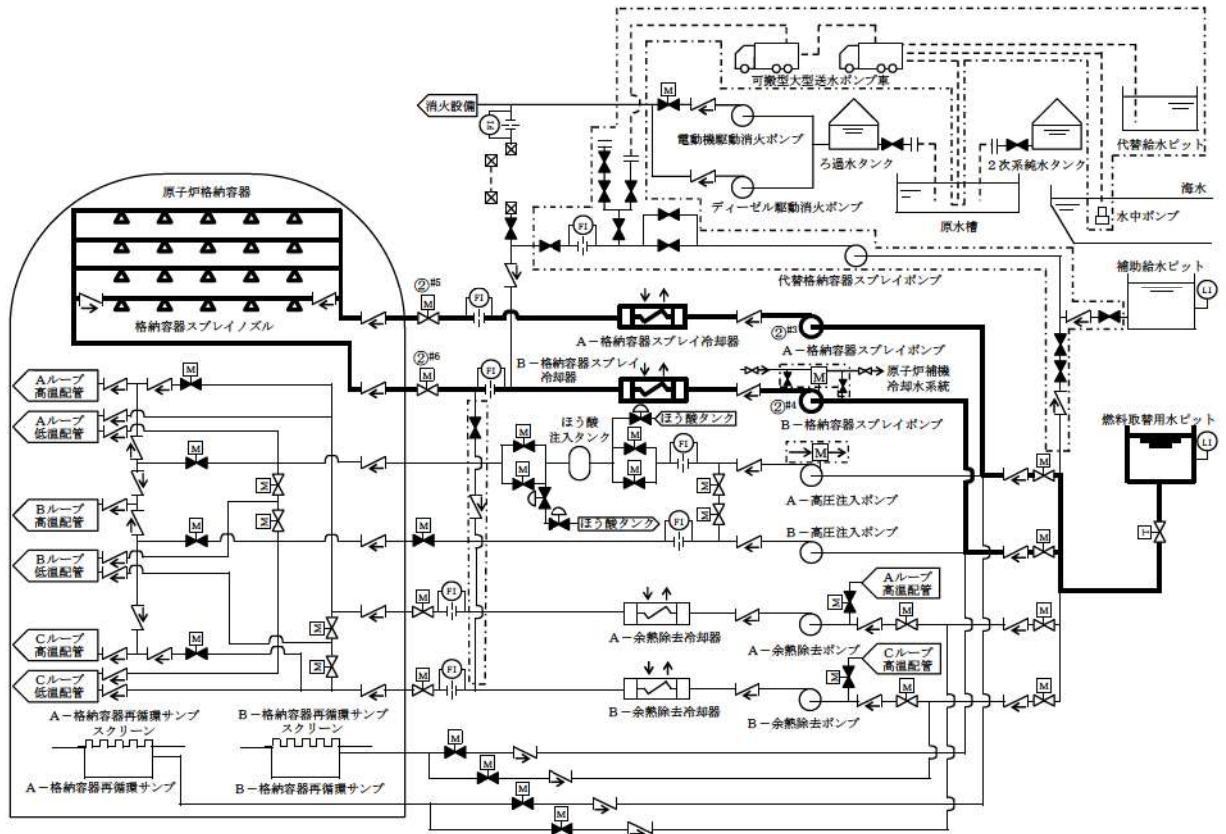 可搬型大型送水ポンプ車
消火設備
M
FI
電動機駆動消火ポンプ
ろ過水タンク
2次系純水タンク
代替給水ピット
ディーゼル駆動消火ポンプ
原水槽
海水
水中ポンプ
原子炉格納容器
FI
代替格納容器スプレイポンプ
補助給水ピット
LI
②#5
M
FI
②#3
格納容器スプレイノズル
A-格納容器スプレイ冷却器
A-格納容器スプレイポンプ
②#6
M
FI
B-格納容器スプレイ
冷却器
M
原子炉補機
冷却水系統
②#4
B-格納容器スプレイポンプ
燃料取替用水ピット
LI
Aループ
高温配管
M
Aループ
低温配管
ほう酸
注入タンク
ほう酸タンク
M
M
M
M
M
FI
M
M
M
A-高圧注入ポンプ
M
M
Bループ
高温配管
M
M
ほう酸タンク
FI
M
B-高圧注入ポンプ
M
Bループ
低温配管
M
M
T
Aループ
高温配管
M
FI
M
M
M
A-余熱除去冷却器
A-余熱除去ポンプ
M
Cループ
高温配管
M
Cループ
高温配管
M
M
FI
M
M
M
Cループ
低温配管
B-余熱除去冷却器
B-余熱除去ポンプ
A-格納容器再循環サンプ
スクリーン
B-格納容器再循環サンプ
スクリーン
M
M
A-格納容器再循環サンプ
B-格納容器再循環サンプ
M
M